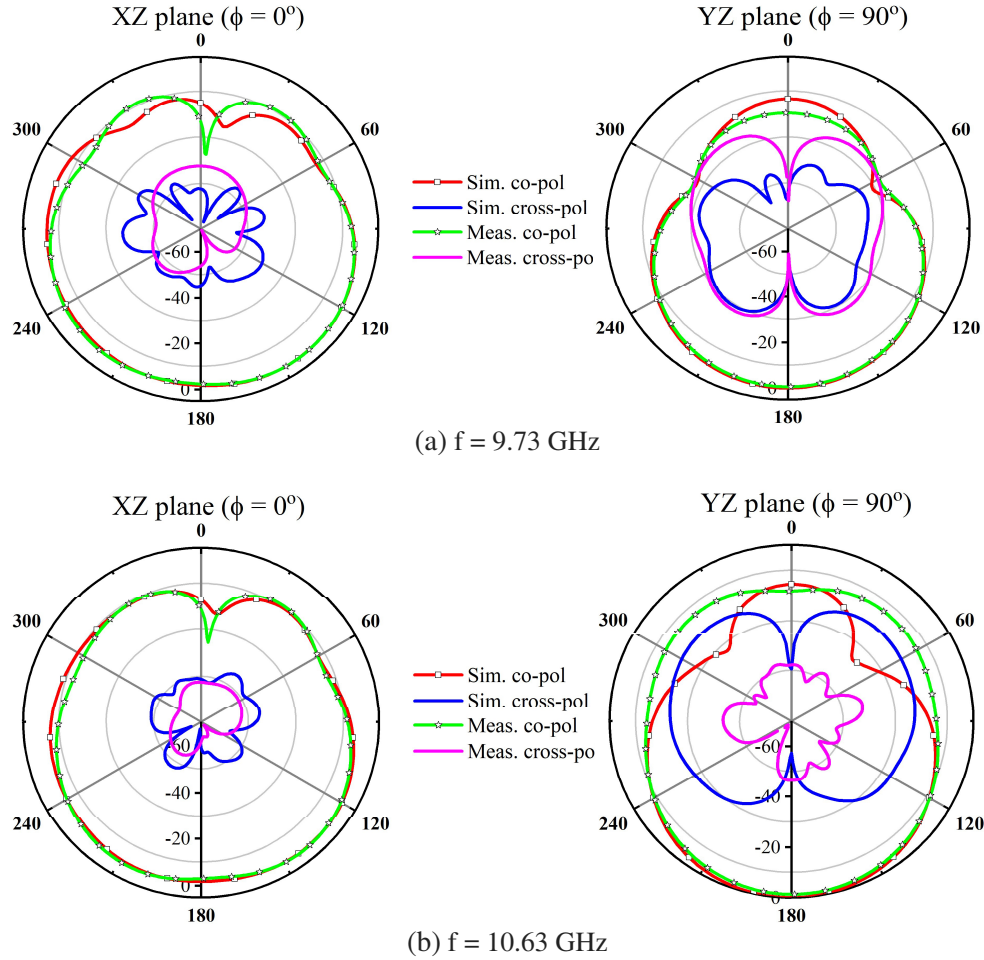 XZ plane (ϕ = 0°)
YZ plane (ϕ = 90°)
0
0
300
60
300
60
Sim. co-pol
Sim. cross-pol
Meas. co-pol
Meas. cross-po
-60
-60
-40
-40
-20
-20
0
0
240
120
240
120
180
180
(a) f = 9.73 GHz
XZ plane (ϕ = 0°)
YZ plane (ϕ = 90°)
0
0
300
60
300
60
Sim. co-pol
Sim. cross-pol
Meas. co-pol
Meas. cross-po
-60
-60
-40
-40
-20
-20
0
0
240
120
240
120
180
180
(b) f = 10.63 GHz